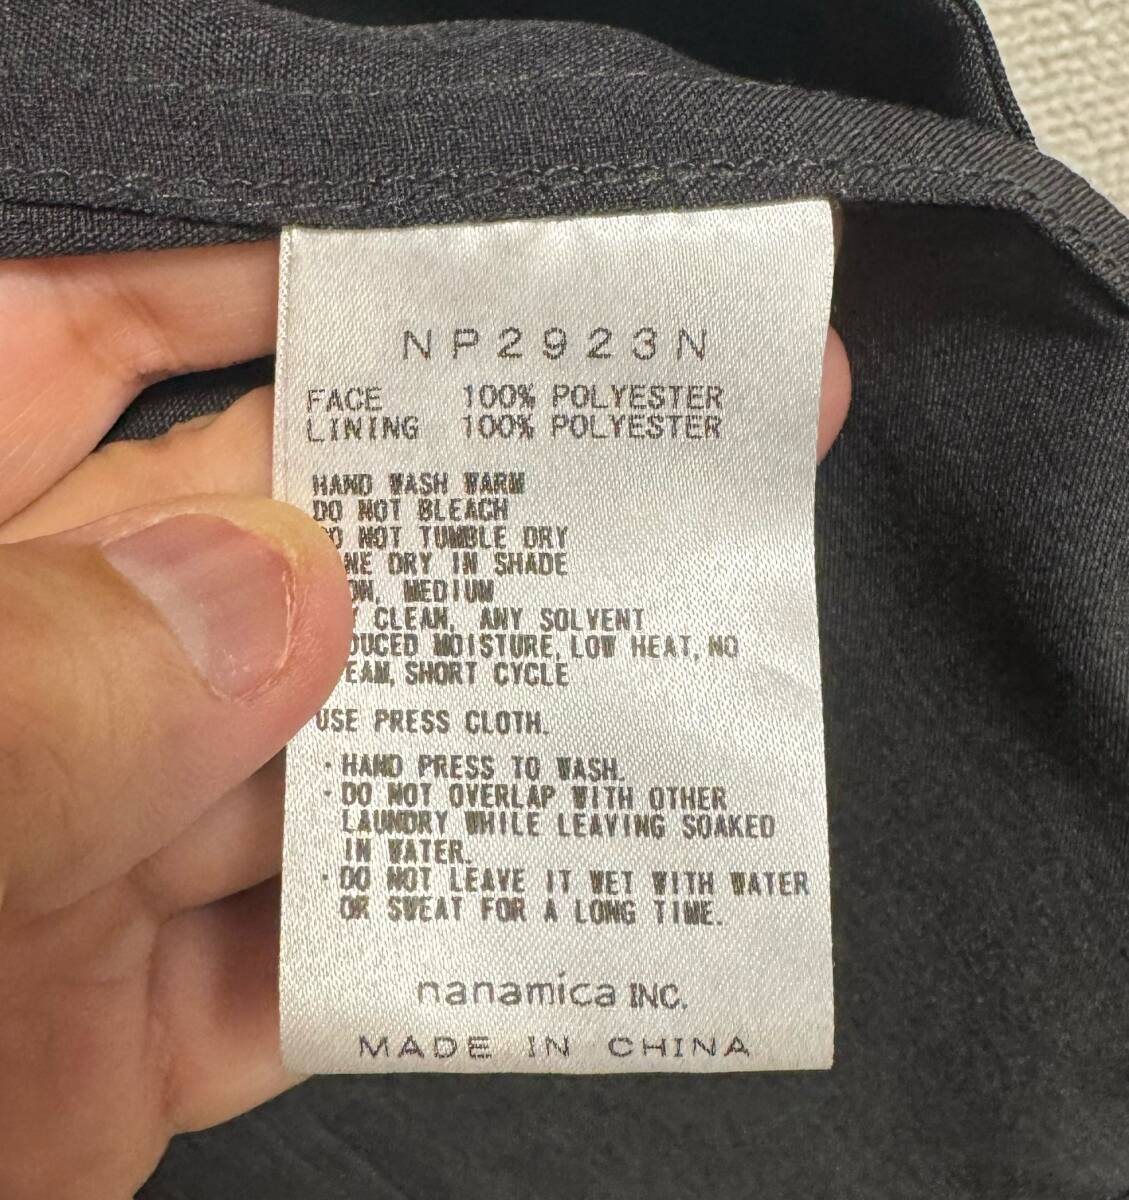 NP2923N
FACE 100% POLYESTER
LINING 100% POLYESTER
HAND WASH WARM
DO NOT BLEACH
DO NOT TUMBLE DRY
DRY IN SHADE
MEDIUM
CLEAN, ANY SOLVENT
MOISTURE, LOW HEAT, NO
SHORT CYCLE
USE PRESS CLOTH.
・HAND PRESS TO WASH.
・DO NOT OVERLAP WITH OTHER
LAUNDRY WHILE LEAVING SOAKED
IN WATER.
・DO NOT LEAVE IT WET WITH WATER
OR SWEAT FOR A LONG TIME.
nanamica INC.
MADE IN CHINA